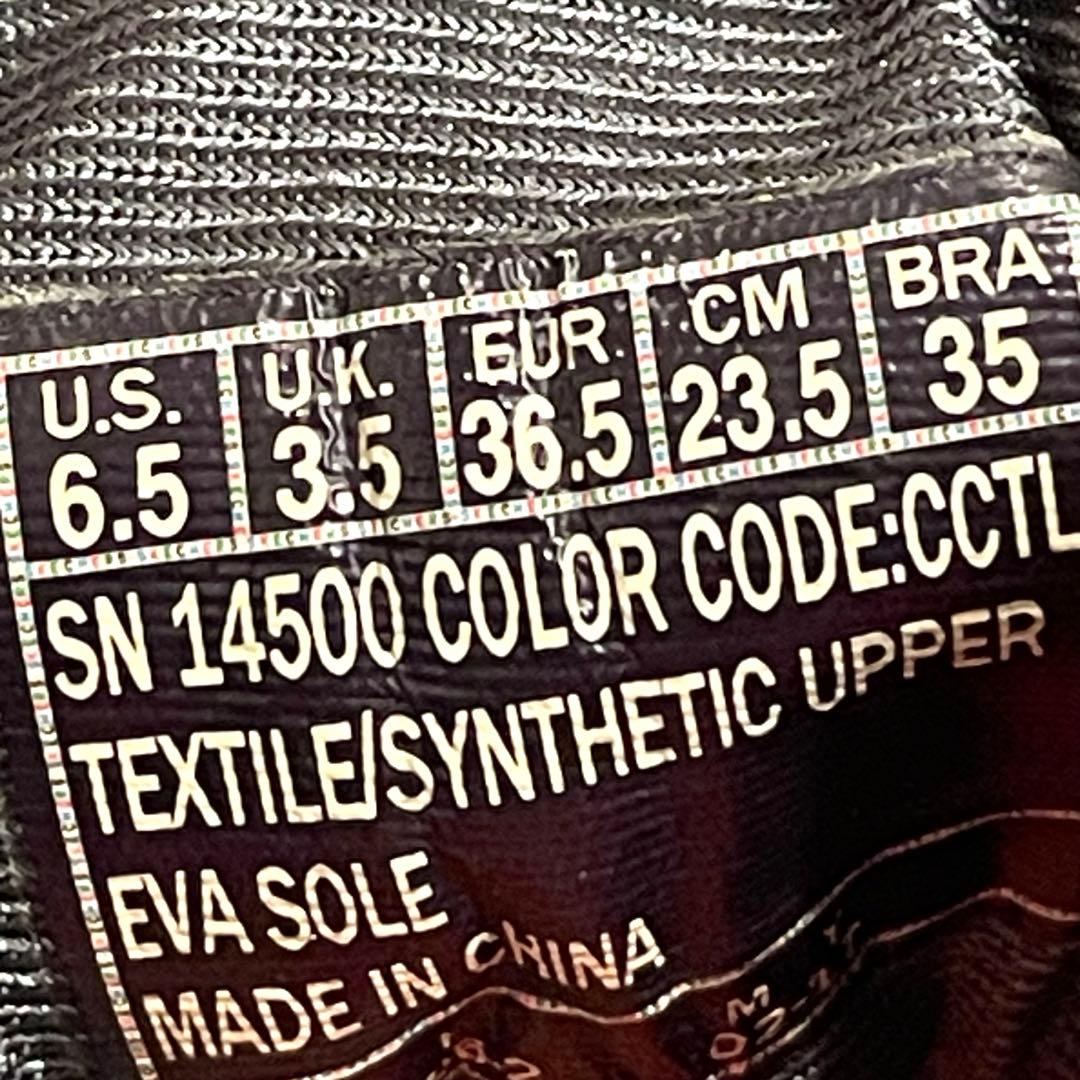 U.S. U.K. EUR. CM BRA
6.5 3.5 36.5 23.5 35
SN 14500 COLOR CODE:CCTL
TEXTILE/SYNTHETIC UPPER
EVA SOLE
MADE IN CHINA